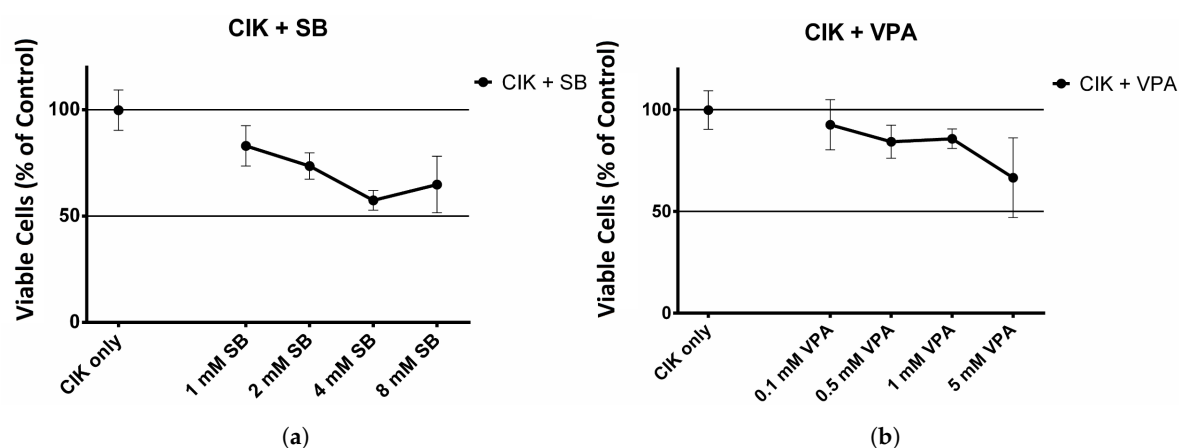 CIK + SB
Viable Cells (% of Control)
100
50
0
CIK + SB
CIK only
1 mM SB
2 mM SB
4 mM SB
8 mM SB
(a)
CIK + VPA
Viable Cells (% of Control)
100
50
0
CIK + VPA
CIK only
0.1 mM VPA
0.5 mM VPA
1 mM VPA
5 mM VPA
(b)